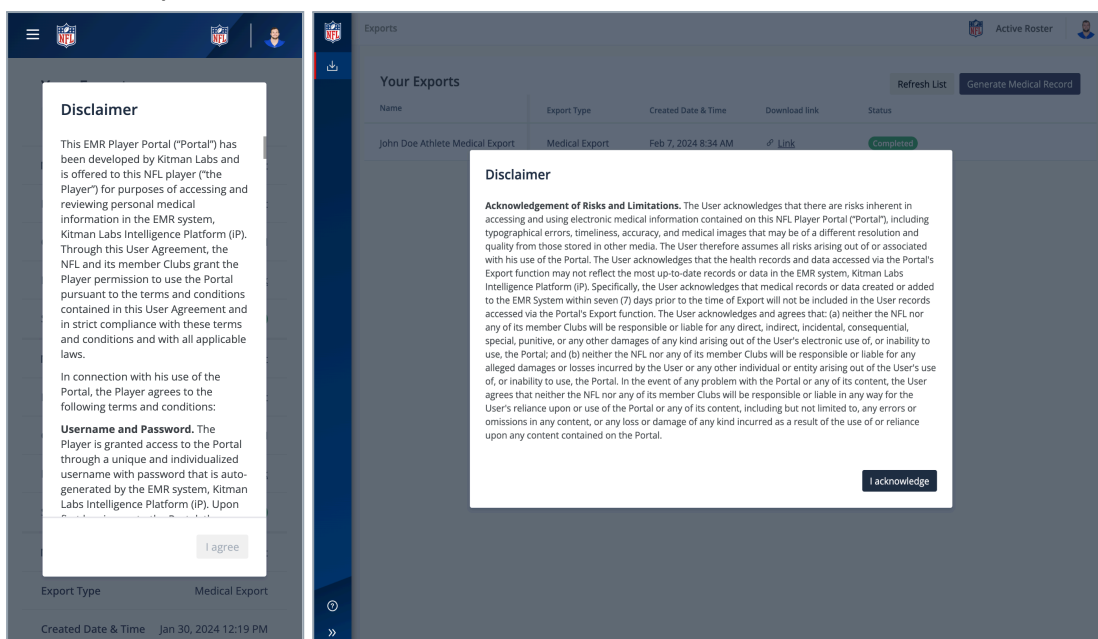 NFL
NFL
Disclaimer
This EMR Player Portal (“Portal”) has
been developed by Kitman Labs and
is offered to this NFL player (“the
Player”) for purposes of accessing and
reviewing personal medical
information in the EMR system,
Kitman Labs Intelligence Platform (iP).
Through this User Agreement, the
NFL and its member Clubs grant the
Player permission to use the Portal
pursuant to the terms and conditions
contained in this User Agreement and
in strict compliance with these terms
and conditions and with all applicable
laws.
In connection with his use of the
Portal, the Player agrees to the
following terms and conditions:
Username and Password. The
Player is granted access to the Portal
through a unique and individualized
username with password that is auto-
generated by the EMR system, Kitman
Labs Intelligence Platform (iP). Upon
I agree
Export Type Medical Export
Created Date & Time Jan 30, 2024 12:19 PM
NFL
Exports
NFL
Active Roster
Your Exports
Refresh List
Generate Medical Record
Name Export Type Created Date & Time Download link Status
John Doe Athlete Medical Export Medical Export Feb 7, 2024 8:34 AM Link Completed
Disclaimer
Acknowledgement of Risks and Limitations. The User acknowledges that there are risks inherent in
accessing and using electronic medical information contained on this NFL Player Portal (“Portal”), including
typographical errors, timeliness, accuracy, and medical images that may be of a different resolution and
quality from those stored in other media. The User therefore assumes all risks arising out of or associated
with his use of the Portal. The User acknowledges that the health records and data accessed via the Portal's
Export function may not reflect the most up-to-date records or data in the EMR system, Kitman Labs
Intelligence Platform (iP). Specifically, the User acknowledges that medical records or data created or added
to the EMR System within seven (7) days prior to the time of Export will not be included in the User records
accessed via the Portal's Export function. The User acknowledges and agrees that: (a) neither the NFL nor
any of its member Clubs will be responsible or liable for any direct, indirect, incidental, consequential,
special, punitive, or any other damages of any kind arising out of the User's electronic use of, or inability to
use, the Portal; and (b) neither the NFL nor any of its member Clubs will be responsible or liable for any
alleged damages or losses incurred by the User or any other individual or entity arising out of the User's use
of, or inability to use, the Portal. In the event of any problem with the Portal or any of its content, the User
agrees that neither the NFL nor any of its member Clubs will be responsible or liable in any way for the
User's reliance upon or use of the Portal or any of its content, including but not limited to, any errors or
omissions in any content, or any loss or damage of any kind incurred as a result of the use of or reliance
upon any content contained on the Portal.
I acknowledge